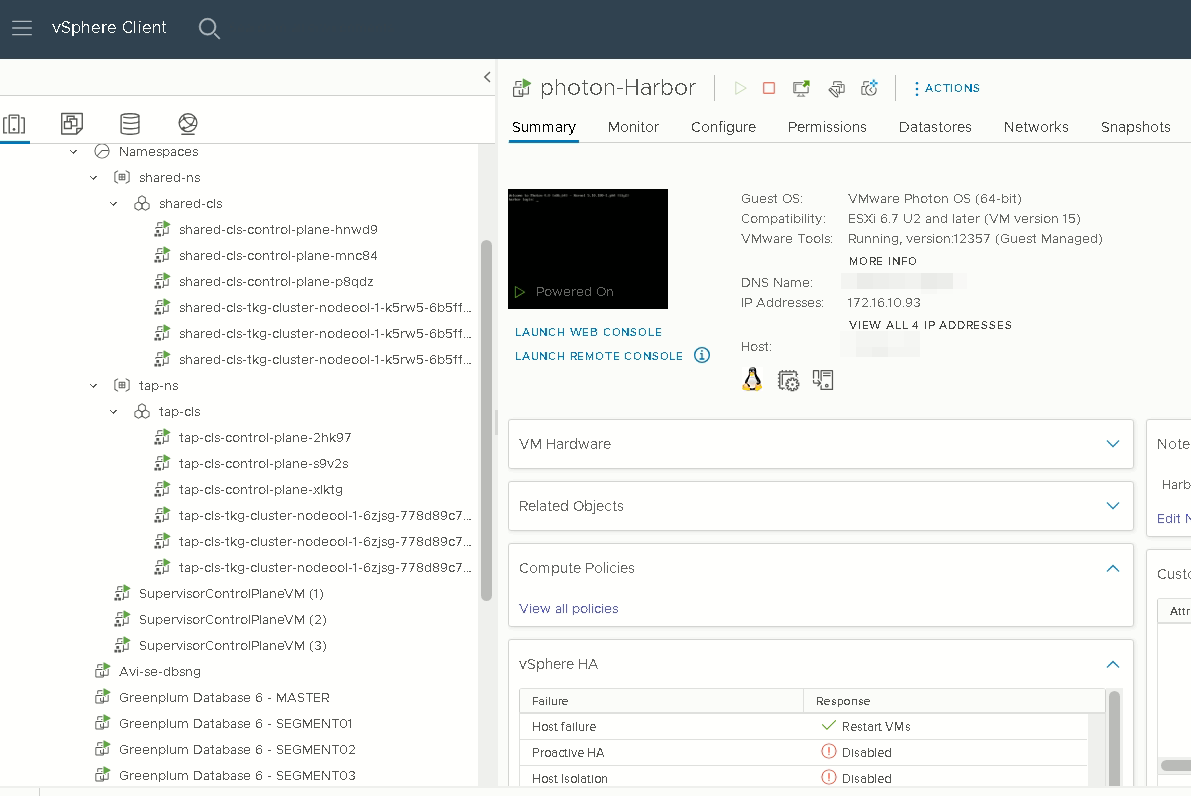 vSphere Client
photon-Harbor
ACTIONS
Summary Monitor Configure Permissions Datastores Networks Snapshots
Namespaces
shared-ns
shared-cls
shared-cls-control-plane-hnwd9
shared-cls-control-plane-mnc84
shared-cls-control-plane-p8qdz
shared-cls-tkg-cluster-nodeool-1-k5rw5-6b5ff...
shared-cls-tkg-cluster-nodeool-1-k5rw5-6b5ff...
shared-cls-tkg-cluster-nodeool-1-k5rw5-6b5ff...
tap-ns
tap-cls
tap-cls-control-plane-2hk97
tap-cls-control-plane-s9v2s
tap-cls-control-plane-xlktg
tap-cls-tkg-cluster-nodeool-1-6zjsg-778d89c7...
tap-cls-tkg-cluster-nodeool-1-6zjsg-778d89c7...
tap-cls-tkg-cluster-nodeool-1-6zjsg-778d89c7...
SupervisorControlPlaneVM (1)
SupervisorControlPlaneVM (2)
SupervisorControlPlaneVM (3)
Avi-se-dbsng
Greenplum Database 6 - MASTER
Greenplum Database 6 - SEGMENT01
Greenplum Database 6 - SEGMENT02
Greenplum Database 6 - SEGMENT03
Powered On
LAUNCH WEB CONSOLE
LAUNCH REMOTE CONSOLE
Guest OS: VMware Photon OS (64-bit)
Compatibility: ESXi 6.7 U2 and later (VM version 15)
VMware Tools: Running, version:12357 (Guest Managed)
MORE INFO
DNS Name:
IP Addresses: 172.16.10.93
VIEW ALL 4 IP ADDRESSES
Host:
VM Hardware
Related Objects
Compute Policies
View all policies
vSphere HA
Failure Response
Host failure Restart VMs
Proactive HA Disabled
Host Isolation Disabled
Note
Harb
Edit N
Custo
Attr